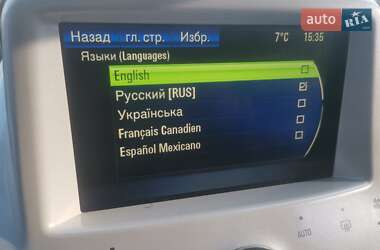 auto RIA
Назад гл. стр. Избр. 7°C 15:35
Языки (Languages)
English
Русский [RUS]
Українська
Français Canadien
Español Mexicano
AUTO